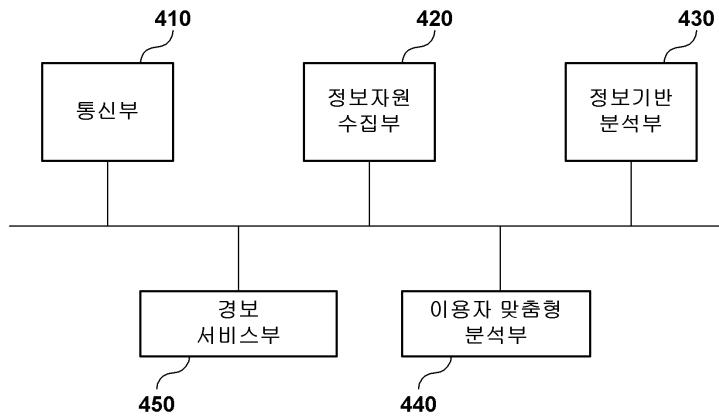 410
420
430
통신부
정보자원
수집부
정보기반
분석부
경보
서비스부
이용자 맞춤형
분석부
450
440